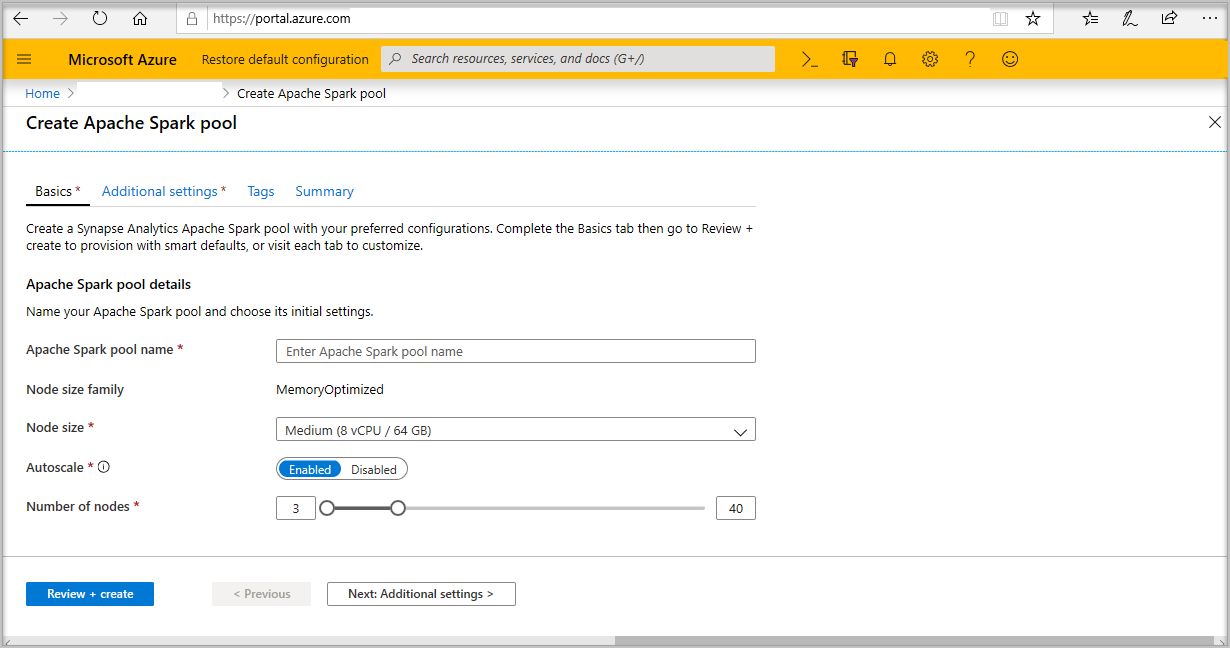 https://portal.azure.com
Microsoft Azure Restore default configuration Search resources, services, and docs (G+/)
Home > > Create Apache Spark pool
Create Apache Spark pool
Basics * Additional settings * Tags Summary
Create a Synapse Analytics Apache Spark pool with your preferred configurations. Complete the Basics tab then go to Review +
create to provision with smart defaults, or visit each tab to customize.
Apache Spark pool details
Name your Apache Spark pool and choose its initial settings.
Apache Spark pool name * Enter Apache Spark pool name
Node size family MemoryOptimized
Node size * Medium (8 vCPU / 64 GB)
Autoscale * Enabled Disabled
Number of nodes * 3 40
Review + create < Previous Next: Additional settings >